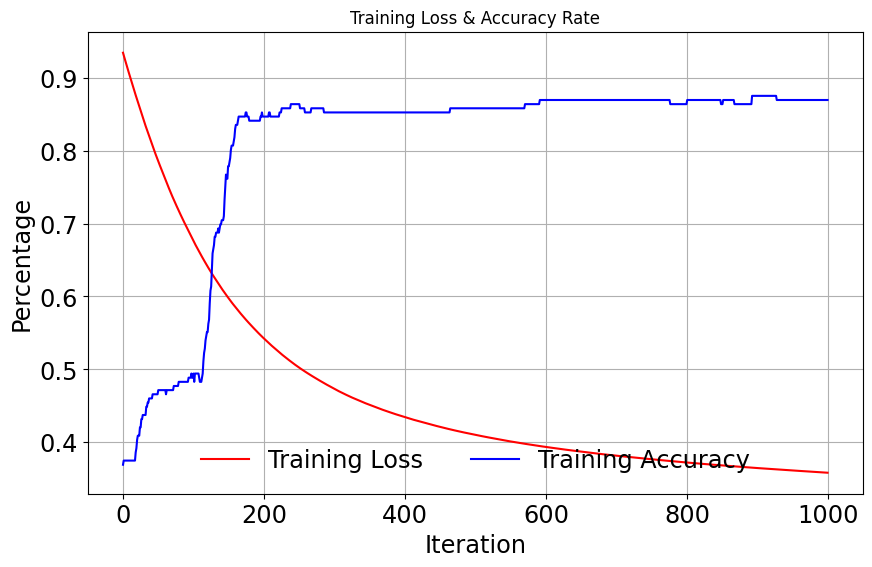 Training Loss & Accuracy Rate
Percentage
0.9
0.8
0.7
0.6
0.5
0.4
Training Loss
Training Accuracy
0
200
400
600
800
1000
Iteration